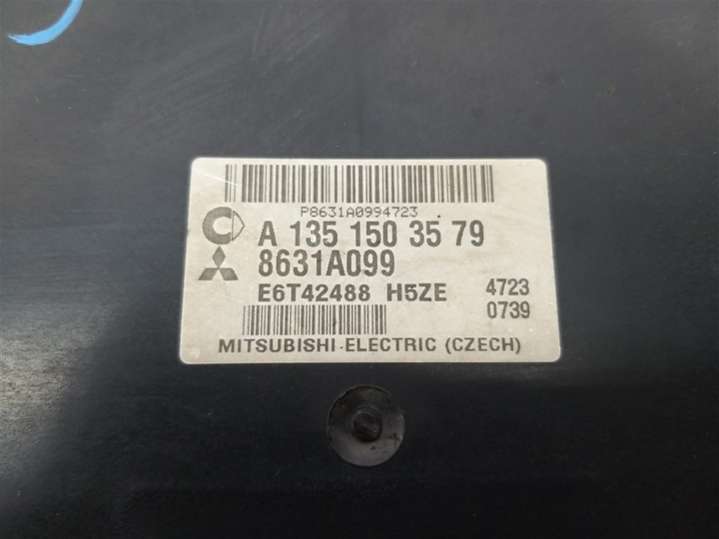 P8631A0994723
A 135 150 35 79
8631A099
E6T42488 H5ZE 4723
0739
MITSUBISHI ELECTRIC (CZECH)